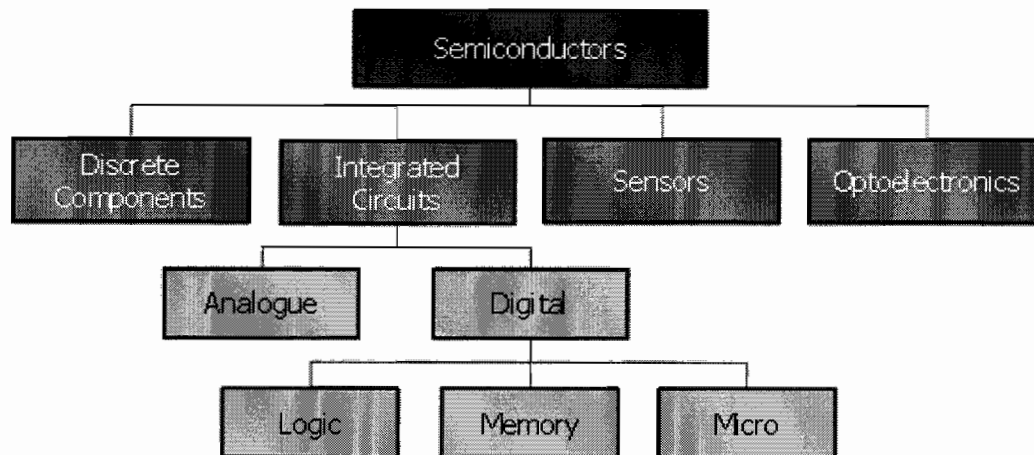 Semiconductors
Discrete
Components
Integrated
Circuits
Sensors
Optoelectronics
Analogue
Digital
Logic
Memory
Micro